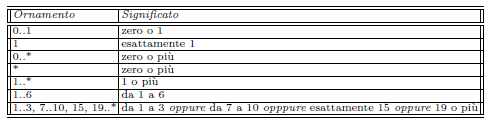 Ornamento Significato
0..1 zero o 1
1 esattamente 1
0..* zero o più
* zero o più
1..* 1 o più
1..6 da 1 a 6
1..3, 7..10, 15, 19..* da 1 a 3 oppure da 7 a 10 opppure esattamente 15 oppure 19 o più